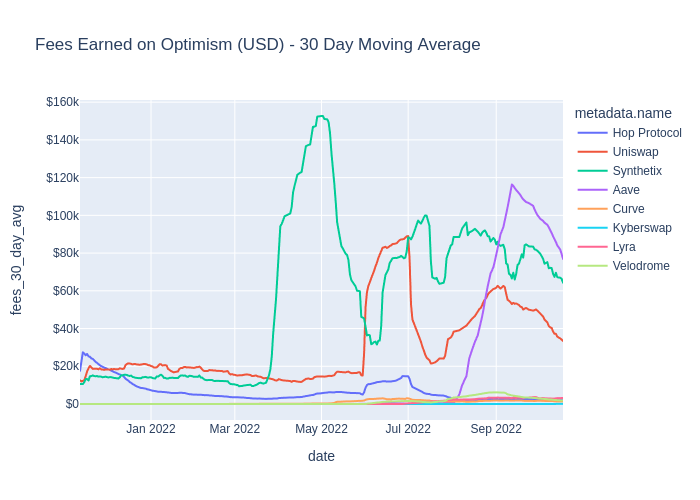 Fees Earned on Optimism (USD) - 30 Day Moving Average
metadata.name
Hop Protocol
Uniswap
Synthetix
Aave
Curve
Kyberswap
Lyra
Velodrome
fees_30_day_avg
$160k
$140k
$120k
$100k
$80k
$60k
$40k
$20k
$0
Jan 2022
Mar 2022
May 2022
Jul 2022
Sep 2022
date